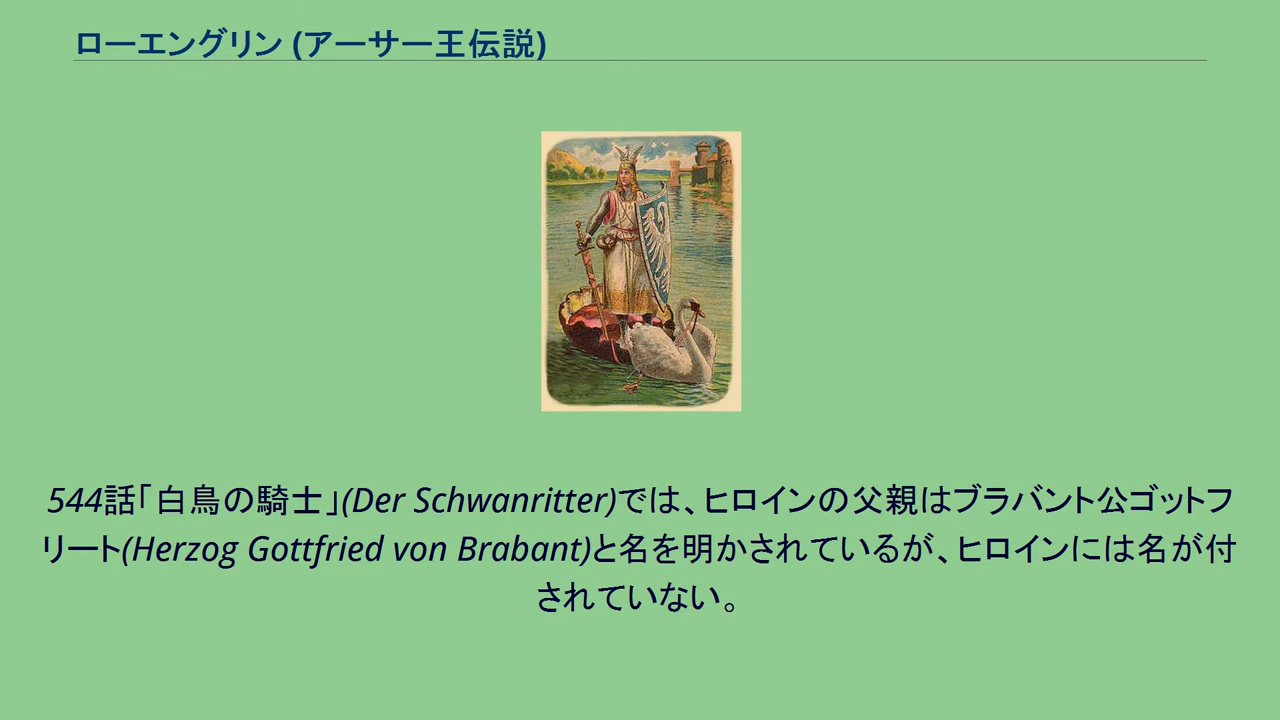 ローエングリン (アーサー王伝説)
544話「白鳥の騎士」(Der Schwanritter)では、ヒロインの父親はブラバント公ゴットフ
リート(Herzog Gottfried von Brabant)と名を明かされているが、ヒロインには名が付
されていない。